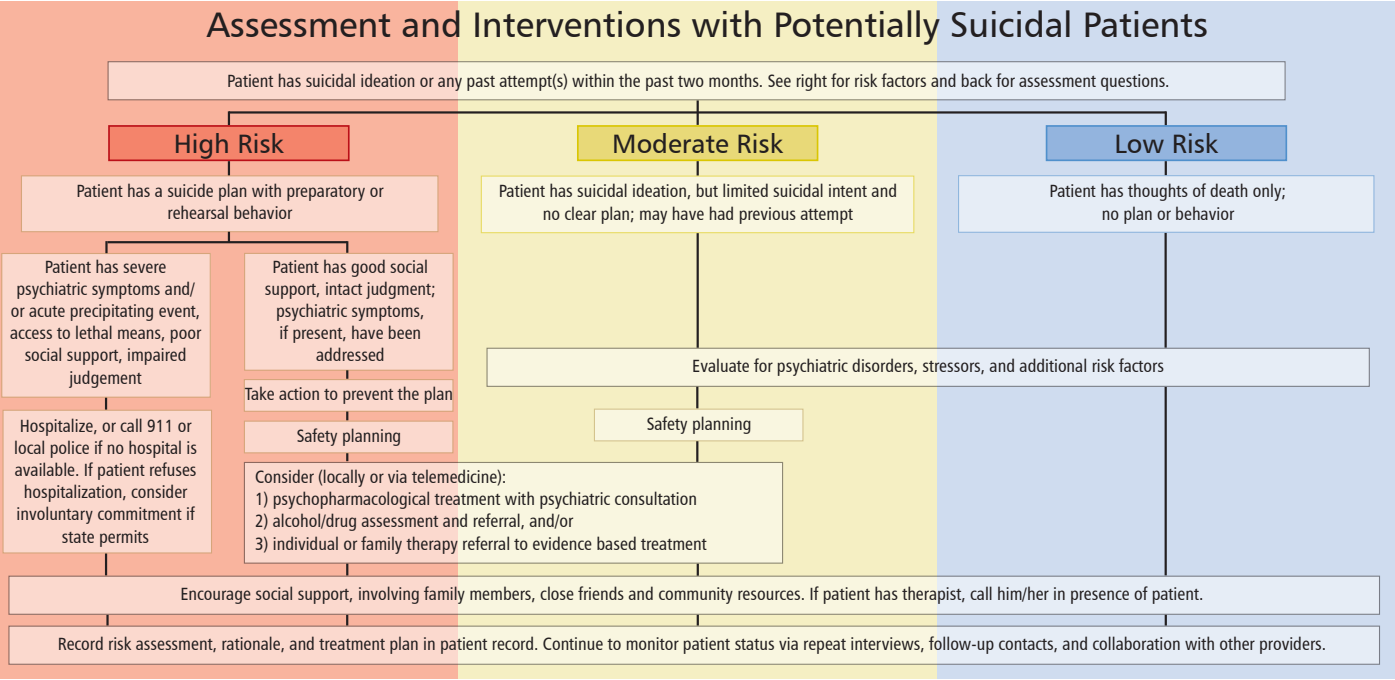 Assessment and Interventions with Potentially Suicidal Patients
Patient has suicidal ideation or any past attempt(s) within the past two months. See right for risk factors and back for assessment questions.
High Risk
Moderate Risk
Low Risk
Patient has a suicide plan with preparatory or
rehearsal behavior
Patient has suicidal ideation, but limited suicidal intent and
no clear plan; may have had previous attempt
Patient has thoughts of death only;
no plan or behavior
Patient has severe
psychiatric symptoms and/
or acute precipitating event,
access to lethal means, poor
social support, impaired
judgement
Patient has good social
support, intact judgment;
psychiatric symptoms,
if present, have been
addressed
Evaluate for psychiatric disorders, stressors, and additional risk factors
Take action to prevent the plan
Hospitalize, or call 911 or
local police if no hospital is
available. If patient refuses
hospitalization, consider
involuntary commitment if
state permits
Safety planning
Safety planning
Consider (locally or via telemedicine):
1) psychopharmacological treatment with psychiatric consultation
2) alcohol/drug assessment and referral, and/or
3) individual or family therapy referral to evidence based treatment
Encourage social support, involving family members, close friends and community resources. If patient has therapist, call him/her in presence of patient.
Record risk assessment, rationale, and treatment plan in patient record. Continue to monitor patient status via repeat interviews, follow-up contacts, and collaboration with other providers.